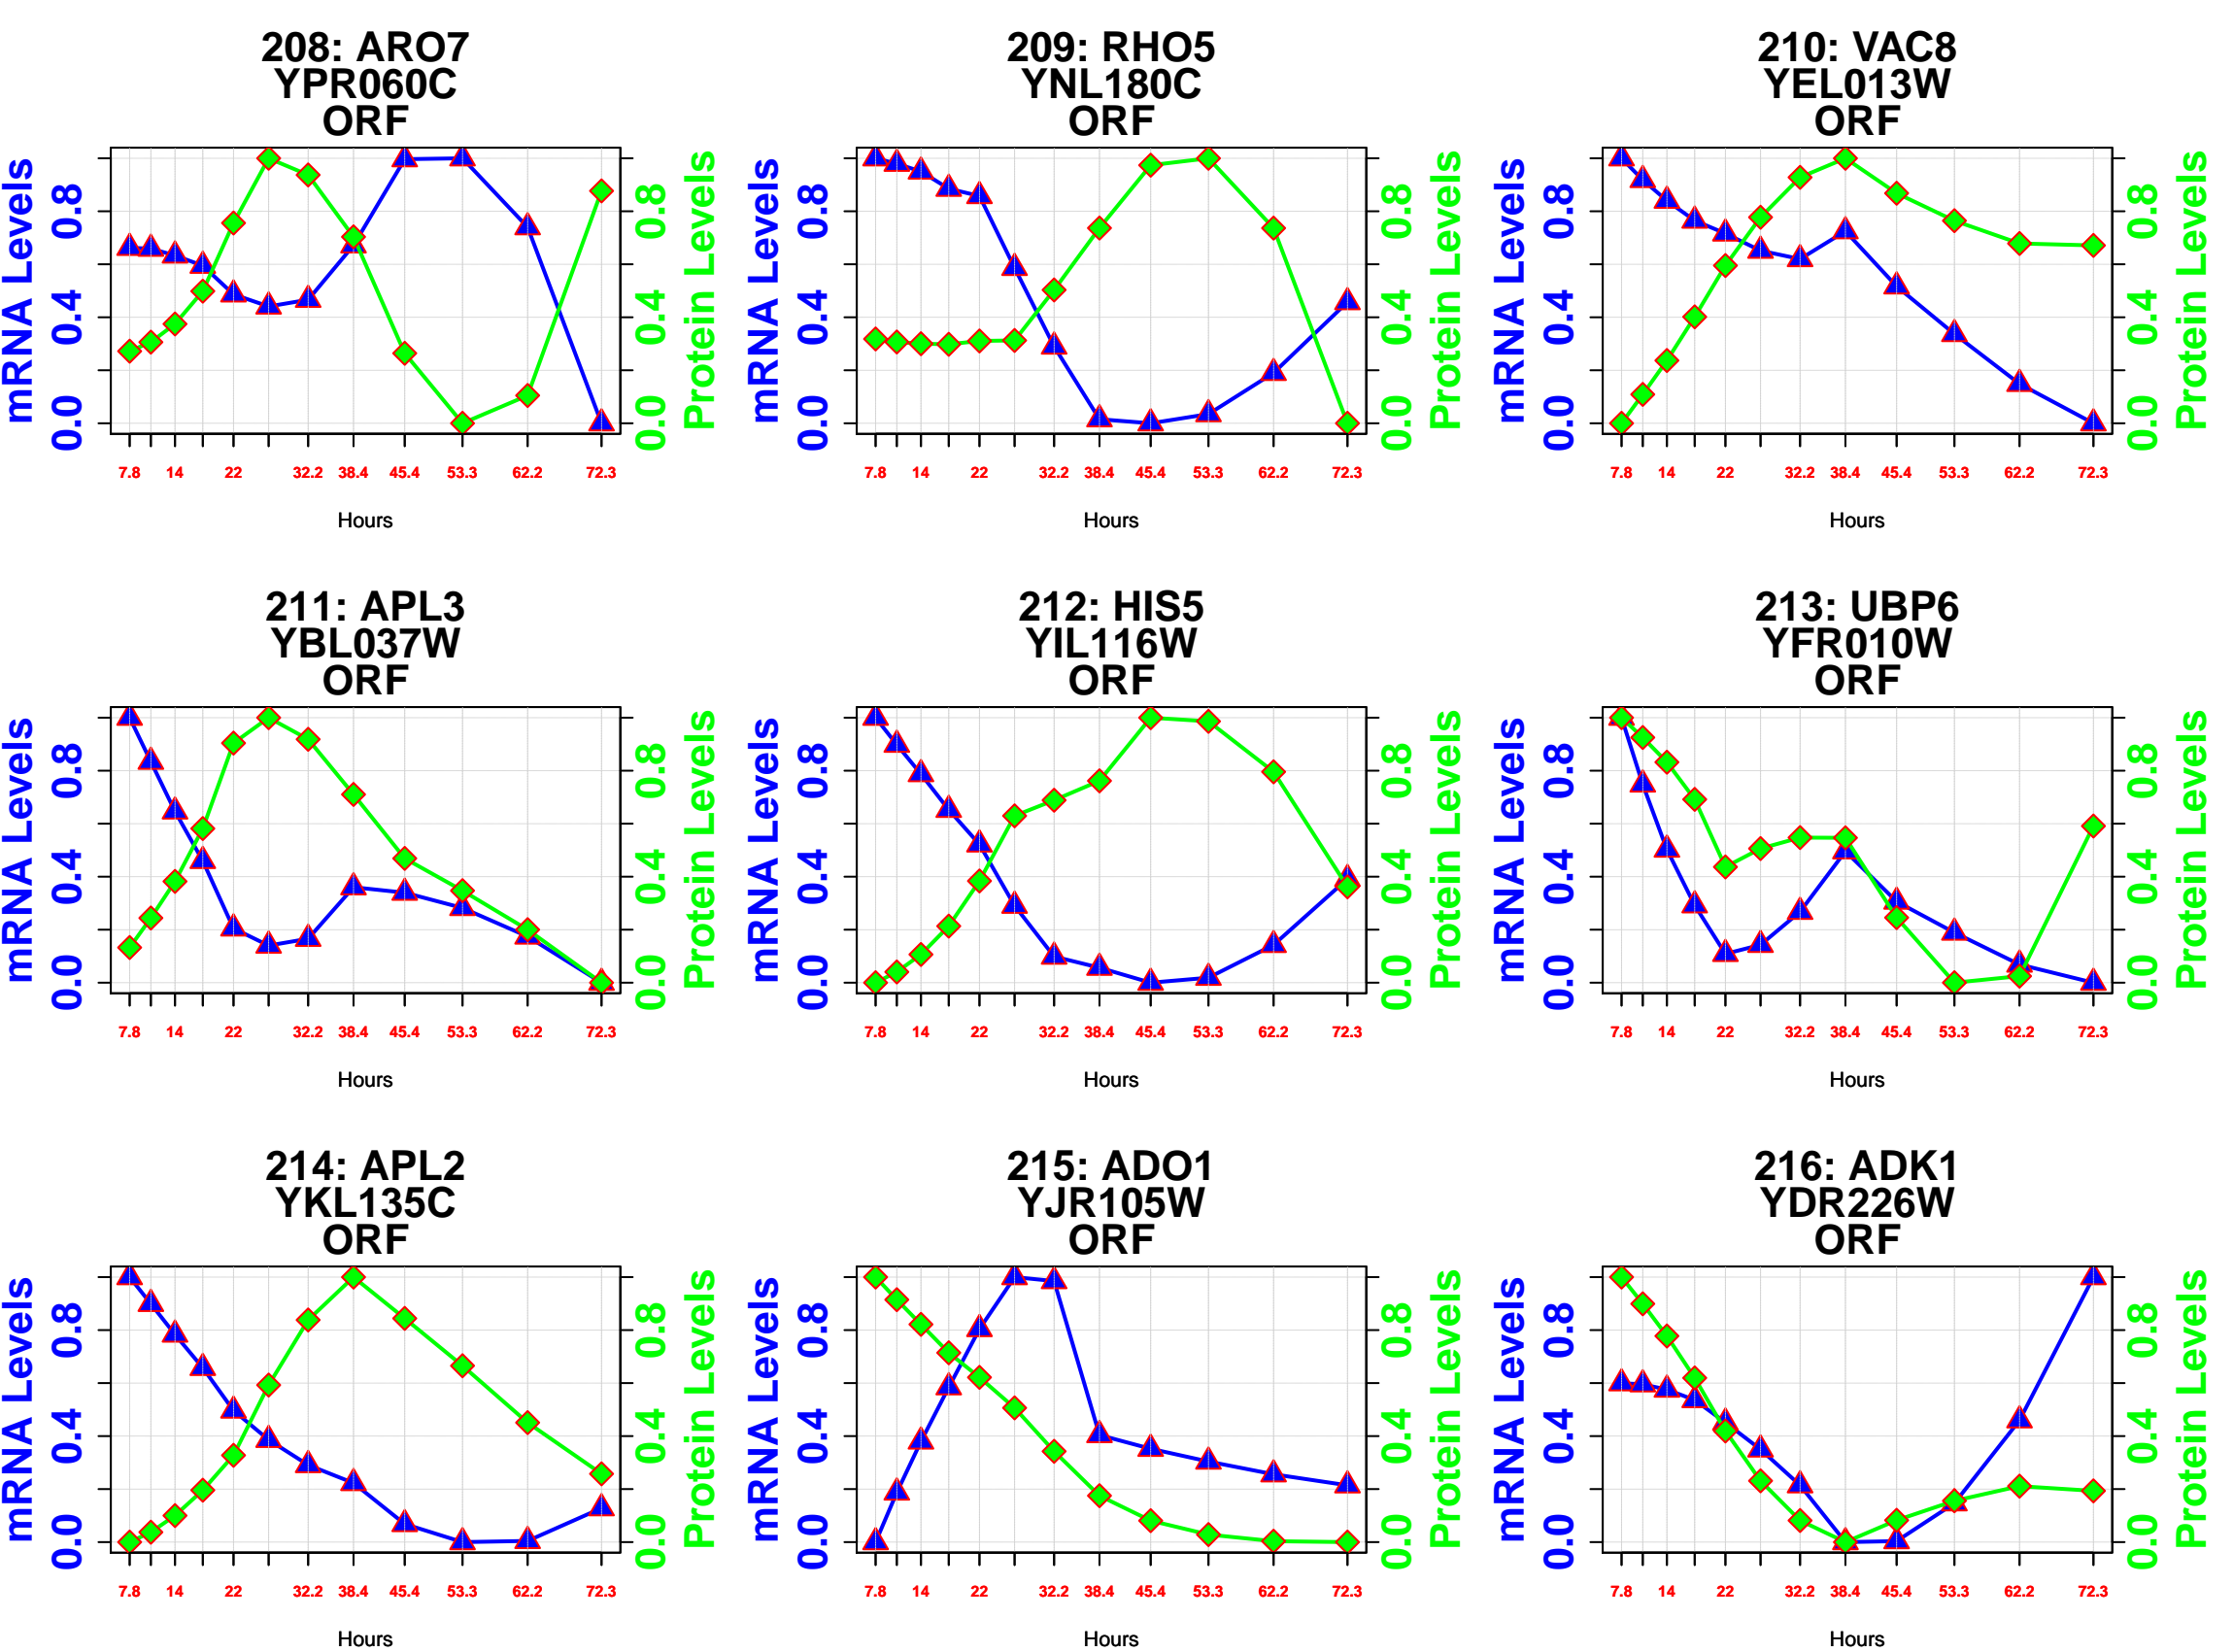 208: ARO7
YPR060C
ORF
mRNA Levels
0.0 0.4 0.8
0.0 0.4 0.8
Protein Levels
7.8 14 22 32.2 38.4 45.4 53.3 62.2 72.3
Hours
209: RHO5
YNL180C
ORF
mRNA Levels
0.0 0.4 0.8
0.0 0.4 0.8
Protein Levels
7.8 14 22 32.2 38.4 45.4 53.3 62.2 72.3
Hours
210: VAC8
YEL013W
ORF
mRNA Levels
0.0 0.4 0.8
0.0 0.4 0.8
Protein Levels
7.8 14 22 32.2 38.4 45.4 53.3 62.2 72.3
Hours
211: APL3
YBL037W
ORF
mRNA Levels
0.0 0.4 0.8
0.0 0.4 0.8
Protein Levels
7.8 14 22 32.2 38.4 45.4 53.3 62.2 72.3
Hours
212: HIS5
YIL116W
ORF
mRNA Levels
0.0 0.4 0.8
0.0 0.4 0.8
Protein Levels
7.8 14 22 32.2 38.4 45.4 53.3 62.2 72.3
Hours
213: UBP6
YFR010W
ORF
mRNA Levels
0.0 0.4 0.8
0.0 0.4 0.8
Protein Levels
7.8 14 22 32.2 38.4 45.4 53.3 62.2 72.3
Hours
214: APL2
YKL135C
ORF
mRNA Levels
0.0 0.4 0.8
0.0 0.4 0.8
Protein Levels
7.8 14 22 32.2 38.4 45.4 53.3 62.2 72.3
Hours
215: ADO1
YJR105W
ORF
mRNA Levels
0.0 0.4 0.8
0.0 0.4 0.8
Protein Levels
7.8 14 22 32.2 38.4 45.4 53.3 62.2 72.3
Hours
216: ADK1
YDR226W
ORF
mRNA Levels
0.0 0.4 0.8
0.0 0.4 0.8
Protein Levels
7.8 14 22 32.2 38.4 45.4 53.3 62.2 72.3
Hours